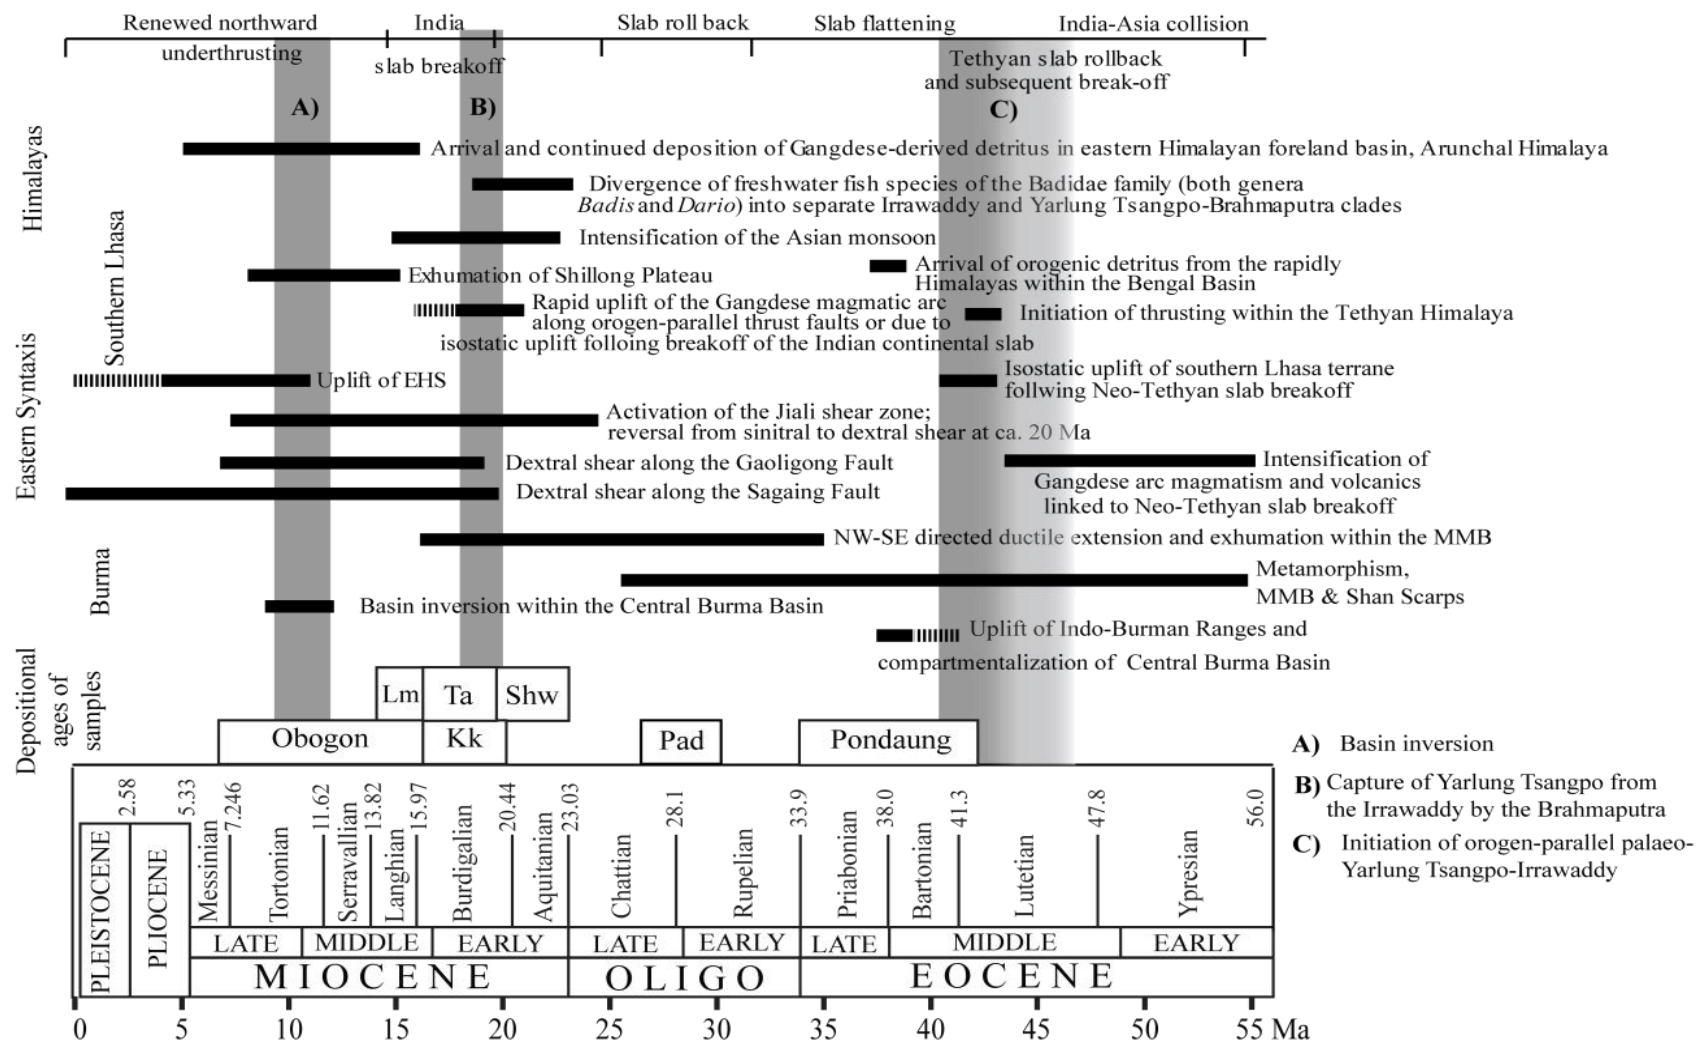 Renewed northward
underthrusting
India
slab breakoff
Slab roll back
Slab flattening
India-Asia collision
Tethyan slab rollback
and subsequent break-off
A)
B)
C)
Himalayas
Southern Lhasa
Eastern Syntaxis
Burma
Depositional
ages of
samples
Arrival and continued deposition of Gangdese-derived detritus in eastern Himalayan foreland basin, Arunchal Himalaya
Divergence of freshwater fish species of the Badidae family (both genera
Badis and Dario) into separate Irrawaddy and Yarlung Tsangpo-Brahmaputra clades
Intensification of the Asian monsoon
Arrival of orogenic detritus from the rapidly
Himalayas within the Bengal Basin
Exhumation of Shillong Plateau
Rapid uplift of the Gangdese magmatic arc
along orogen-parallel thrust faults or due to
isostatic uplift folloing breakoff of the Indian continental slab
Initiation of thrusting within the Tethyan Himalaya
Uplift of EHS
Isostatic uplift of southern Lhasa terrane
follwing Neo-Tethyan slab breakoff
Activation of the Jiali shear zone;
reversal from sinitral to dextral shear at ca. 20 Ma
Dextral shear along the Gaoligong Fault
Intensification of
Gangdese arc magmatism and volcanics
linked to Neo-Tethyan slab breakoff
Dextral shear along the Sagaing Fault
NW-SE directed ductile extension and exhumation within the MMB
Metamorphism,
MMB & Shan Scarps
Basin inversion within the Central Burma Basin
Uplift of Indo-Burman Ranges and
compartmentalization of Central Burma Basin
Lm
Ta
Shw
Obogon
Kk
Pad
Pondaung
A) Basin inversion
B) Capture of Yarlung Tsangpo from
the Irrawaddy by the Brahmaputra
C) Initiation of orogen-parallel palaeo-
Yarlung Tsangpo-Irrawaddy
2.58
5.33
7.246
11.62
13.82
15.97
20.44
23.03
28.1
33.9
38.0
41.3
47.8
56.0
PLEISTOCENE
PLIOCENE
Messinian
Tortonian
Serravallian
Langhian
Burdigalian
Aquitanian
Chattian
Rupelian
Priabonian
Bartonian
Lutetian
Ypresian
LATE
MIDDLE
EARLY
LATE
EARLY
LATE
MIDDLE
EARLY
MIOCENE
OLIGO
EOCENE
0 5 10 15 20 25 30 35 40 45 50 55 Ma